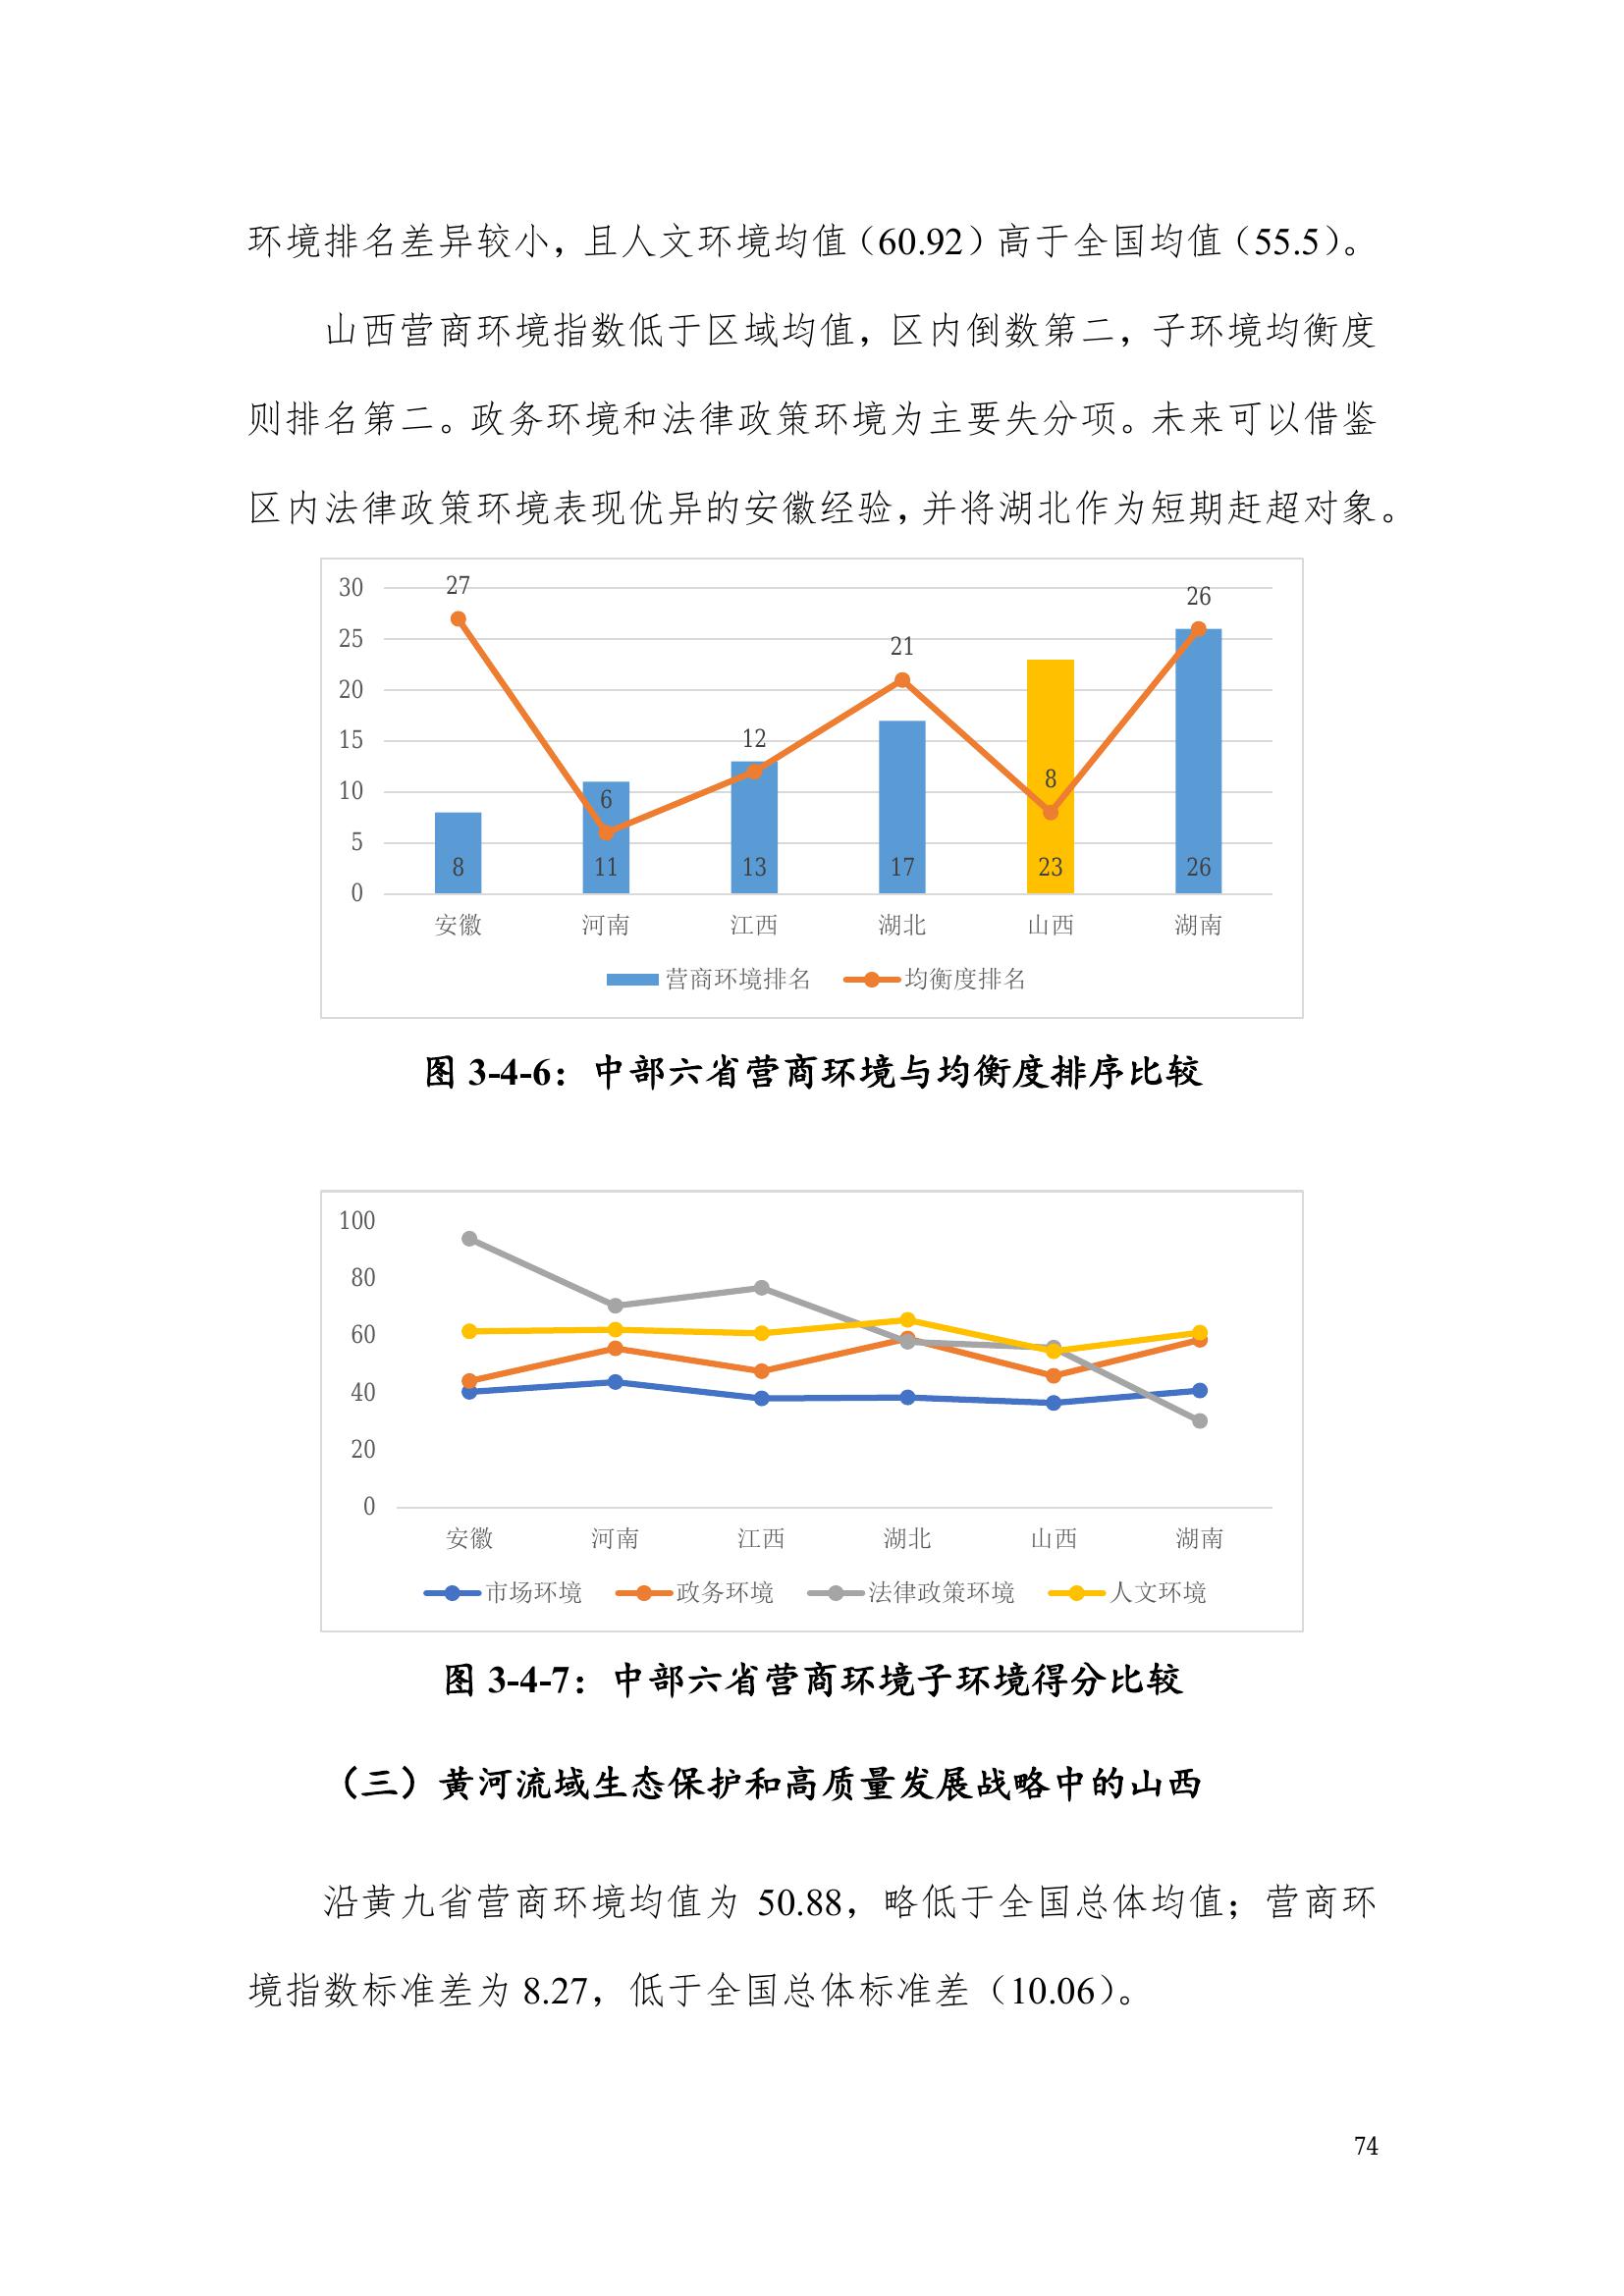 环境排名差异较小，且人文环境均值（60.92）高于全国均值（55.5）。
山西营商环境指数低于区域均值，区内倒数第二，子环境均衡度
则排名第二。政务环境和法律政策环境为主要失分项。未来可以借鉴
区内法律政策环境表现优异的安徽经验，并将湖北作为短期赶超对象。
30
25
20
15
10
5
0
27
6
12
21
8
26
8
11
13
17
23
26
安徽 河南 江西 湖北 山西 湖南
营商环境排名 均衡度排名
图 3-4-6：中部六省营商环境与均衡度排序比较
100
80
60
40
20
0
安徽 河南 江西 湖北 山西 湖南
市场环境 政务环境 法律政策环境 人文环境
图 3-4-7：中部六省营商环境子环境得分比较
（三）黄河流域生态保护和高质量发展战略中的山西
沿黄九省营商环境均值为 50.88，略低于全国总体均值；营商环
境指数标准差为 8.27，低于全国总体标准差（10.06）。
74